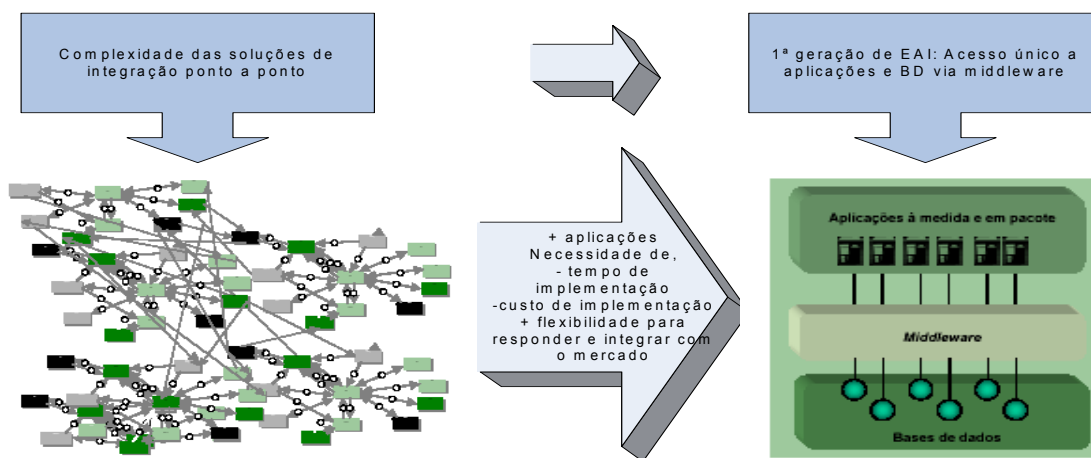 Complexidade das soluções de
integração ponto a ponto
1ª geração de EAI: Acesso único a
aplicações e BD via middleware
+ aplicações
Necessidade de,
- tempo de
implementação
-custo de implementação
+ flexibilidade para
responder e integrar com
o mercado
Aplicações à medida e em pacote
Middleware
Bases de dados